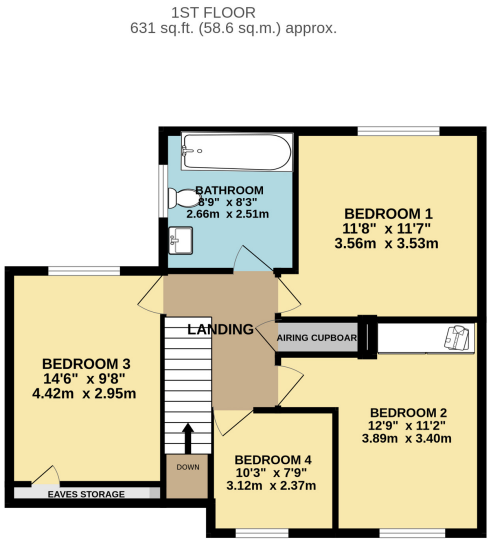 1ST FLOOR
631 sq.ft. (58.6 sq.m.) approx.
BATHROOM
8'9" x 8'3"
2.66m x 2.51m
BEDROOM 1
11'8" x 11'7"
3.56m x 3.53m
LANDING
AIRING CUPBOAR
BEDROOM 3
14'6" x 9'8"
4.42m x 2.95m
BEDROOM 2
12'9" x 11'2"
3.89m x 3.40m
DOWN
BEDROOM 4
10'3" x 7'9"
3.12m x 2.37m
EAVES STORAGE